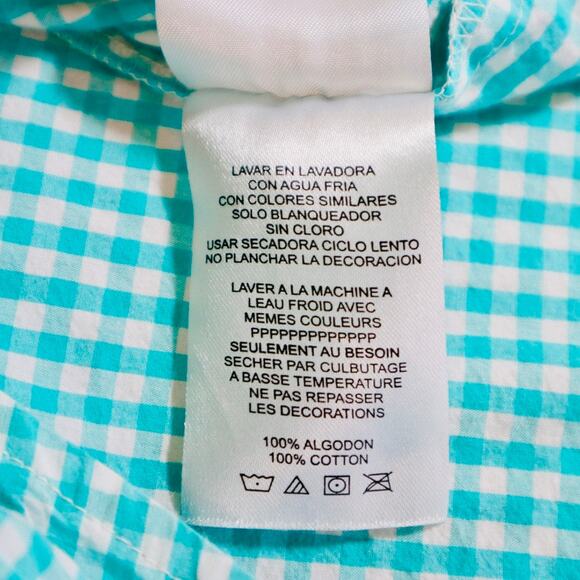 LAVAR EN LAVADORA
CON AGUA FRIA
CON COLORES SIMILARES
SOLO BLANQUEADOR
SIN CLORO
USAR SECADORA CICLO LENTO
NO PLANCHAR LA DECORACION
LAVER A LA MACHINE A
LEAU FROID AVEC
MEMES COULEURS
PPPPPPPPPPPPP
SEULEMENT AU BESOIN
SECHER PAR CULBUTAGE
A BASSE TEMPERATURE
NE PAS REPASSER
LES DECORATIONS
100% ALGODON
100% COTTON